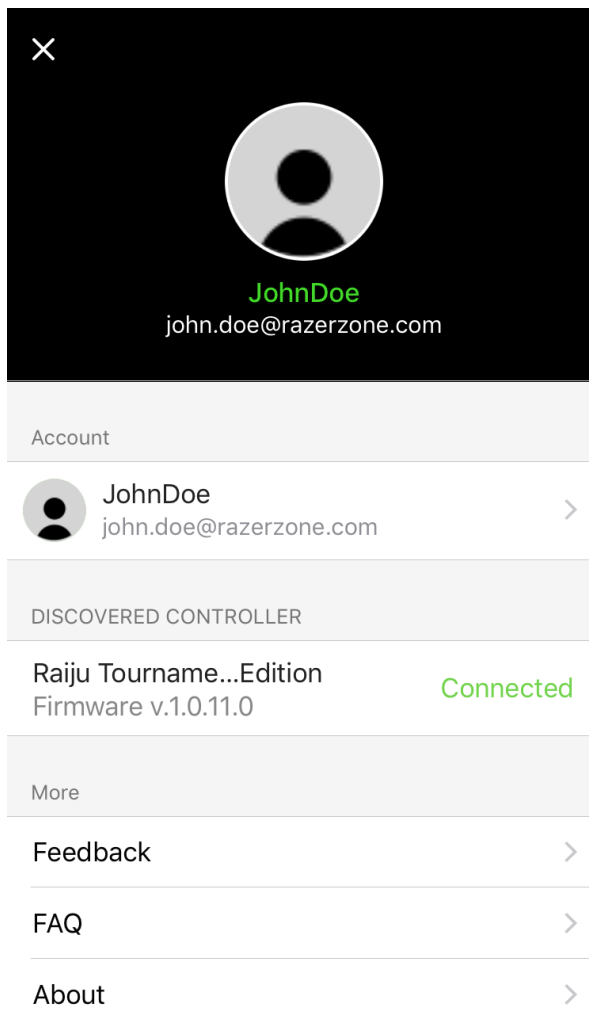 JohnDoe
john.doe@razerzone.com
Account
JohnDoe
john.doe@razerzone.com
DISCOVERED CONTROLLER
Raiju Tourname...Edition
Firmware v.1.0.11.0
Connected
More
Feedback
FAQ
About